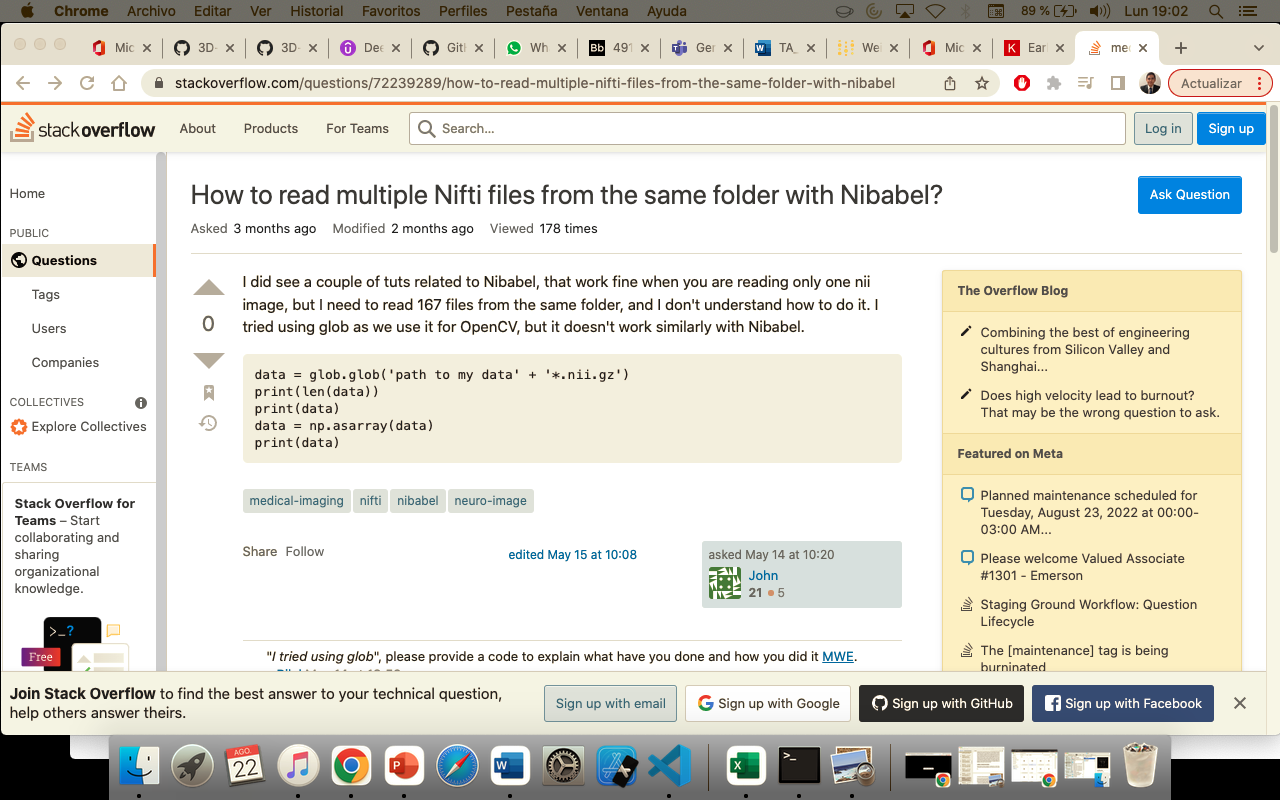 Chrome Archivo Editar Ver Historial Favoritos Perfiles Pestaña Ventana Ayuda 89 % Lun 19:02
Mic 3D- 3D- Dee Gith Wh Bb 491 Ger TA_ We Mic K Earl me
stackoverflow.com/questions/72239289/how-to-read-multiple-nifti-files-from-the-same-folder-with-nibabel Actualizar
stackoverflow About Products For Teams Search... Log in Sign up
Home
PUBLIC
Questions
Tags
Users
Companies
COLLECTIVES
Explore Collectives
TEAMS
Stack Overflow for
Teams – Start
collaborating and
sharing
organizational
knowledge.
>_?
Free
How to read multiple Nifti files from the same folder with Nibabel?
Ask Question
Asked 3 months ago Modified 2 months ago Viewed 178 times
0
I did see a couple of tuts related to Nibabel, that work fine when you are reading only one nii
image, but I need to read 167 files from the same folder, and I don't understand how to do it. I
tried using glob as we use it for OpenCV, but it doesn't work similarly with Nibabel.
data = glob.glob('path to my data' + '*.nii.gz')
print(len(data))
print(data)
data = np.asarray(data)
print(data)
medical-imaging nifti nibabel neuro-image
Share Follow
edited May 15 at 10:08
asked May 14 at 10:20
John
21 5
"I tried using glob", please provide a code to explain what have you done and how you did it MWE.
The Overflow Blog
Combining the best of engineering
cultures from Silicon Valley and
Shanghai...
Does high velocity lead to burnout?
That may be the wrong question to ask.
Featured on Meta
Planned maintenance scheduled for
Tuesday, August 23, 2022 at 00:00-
03:00 AM...
Please welcome Valued Associate
#1301 - Emerson
Staging Ground Workflow: Question
Lifecycle
The [maintenance] tag is being
burninated
Join Stack Overflow to find the best answer to your technical question,
help others answer theirs.
Sign up with email Sign up with Google Sign up with GitHub Sign up with Facebook
AGO.
22